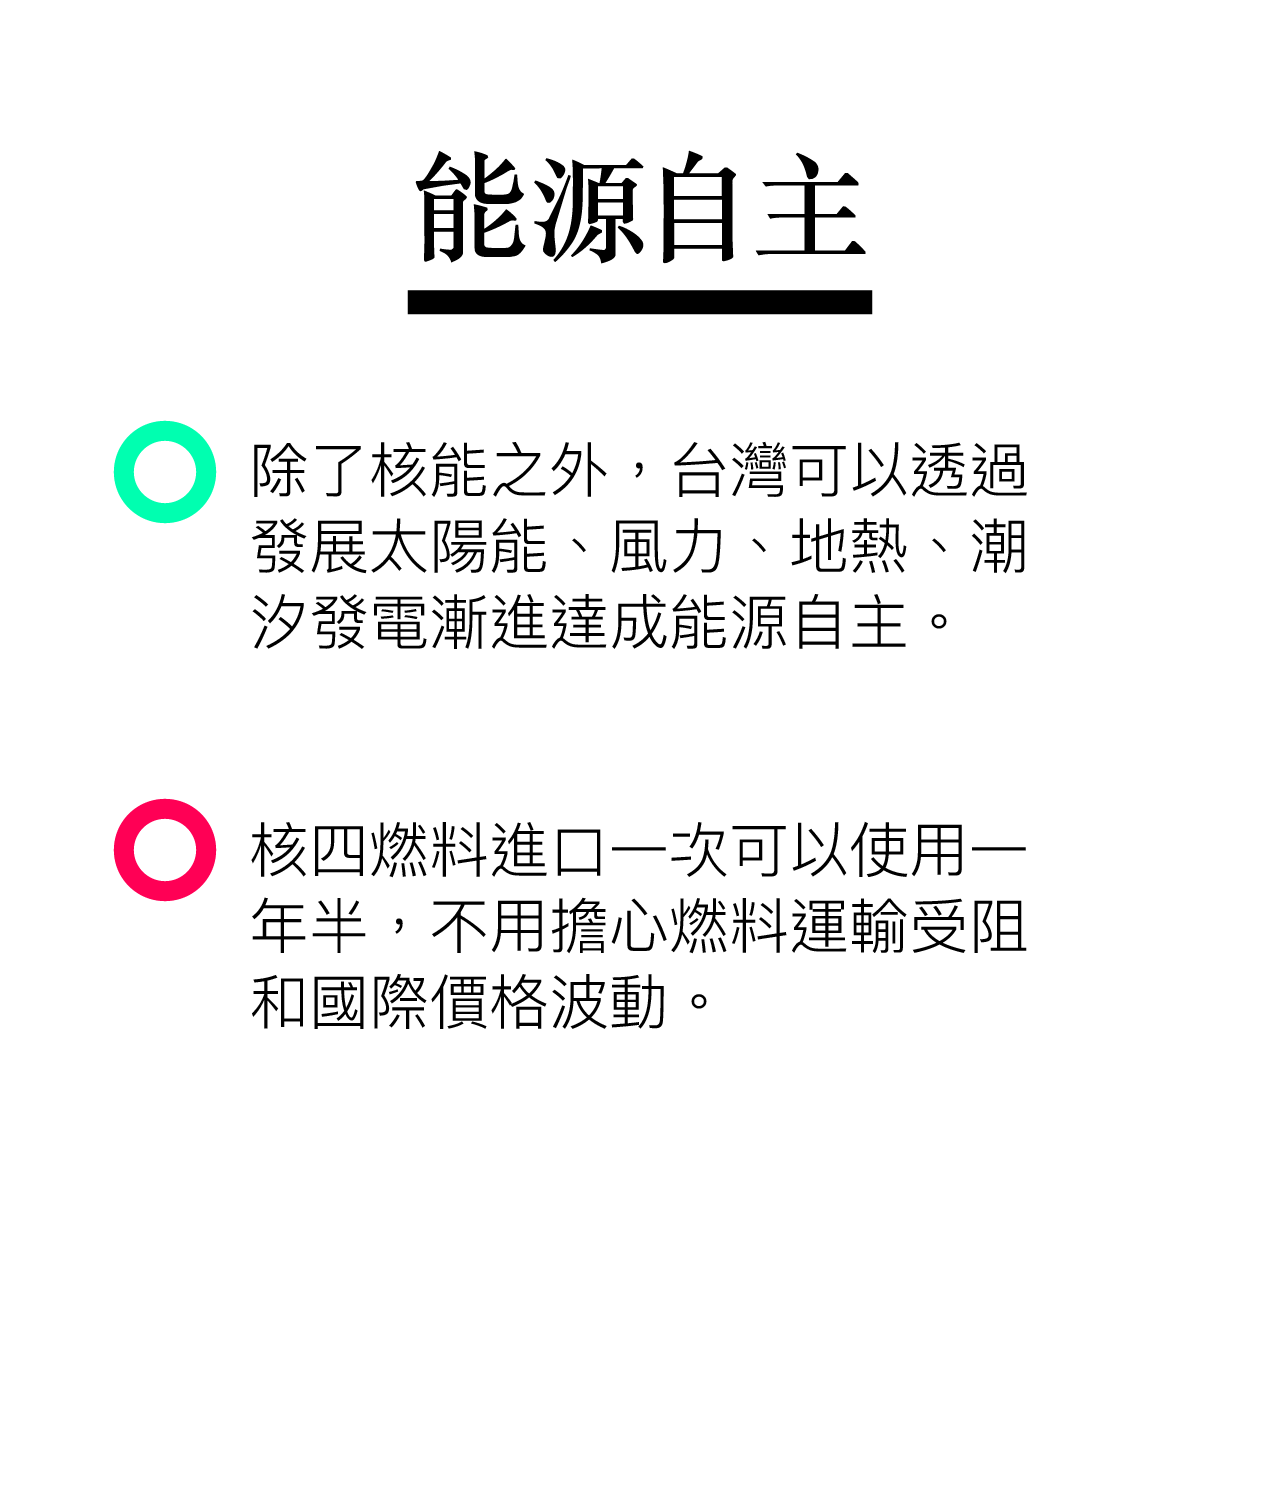 能源自主
除了核能之外，台灣可以透過
發展太陽能、風力、地熱、潮
汐發電漸進達成能源自主。
核四燃料進口一次可以使用一
年半，不用擔心燃料運輸受阻
和國際價格波動。